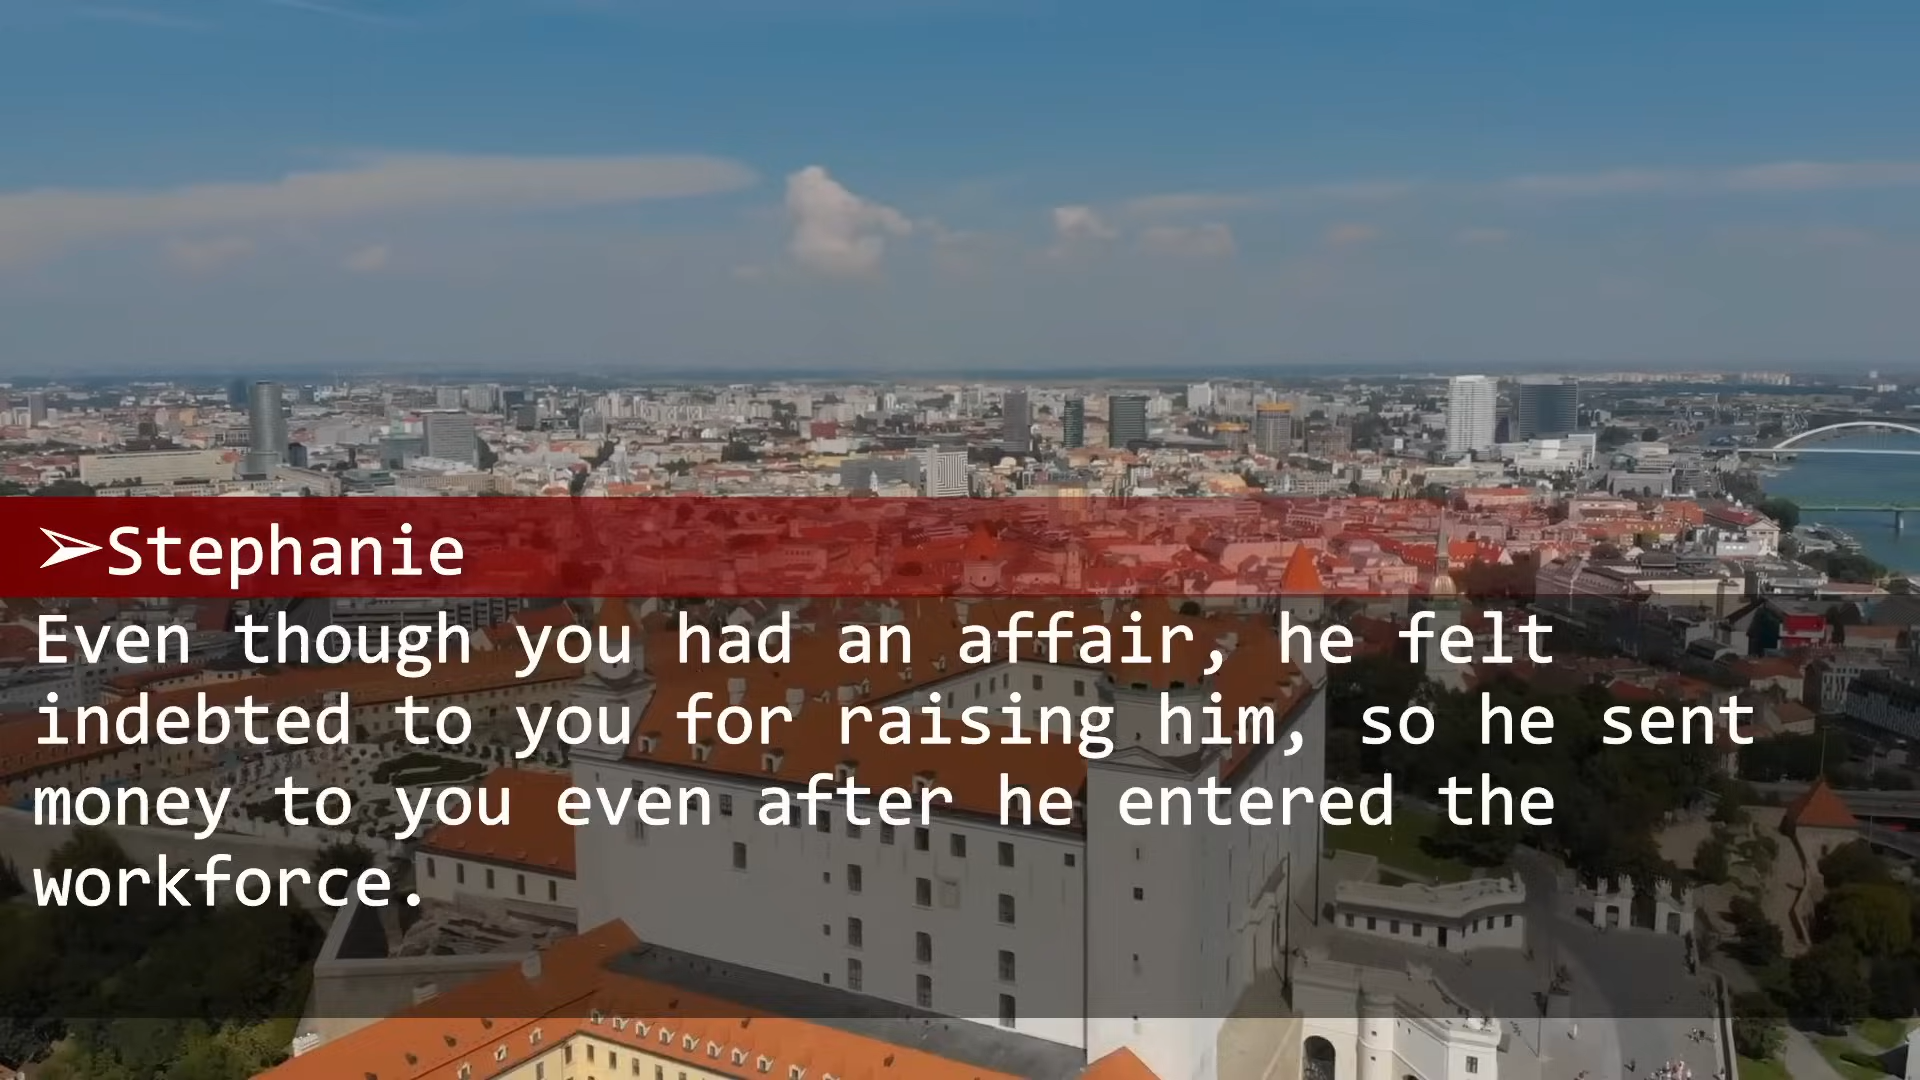 ➢Stephanie
Even though you had an affair, he felt
indebted to you for raising him, so he sent
money to you even after he entered the
workforce.